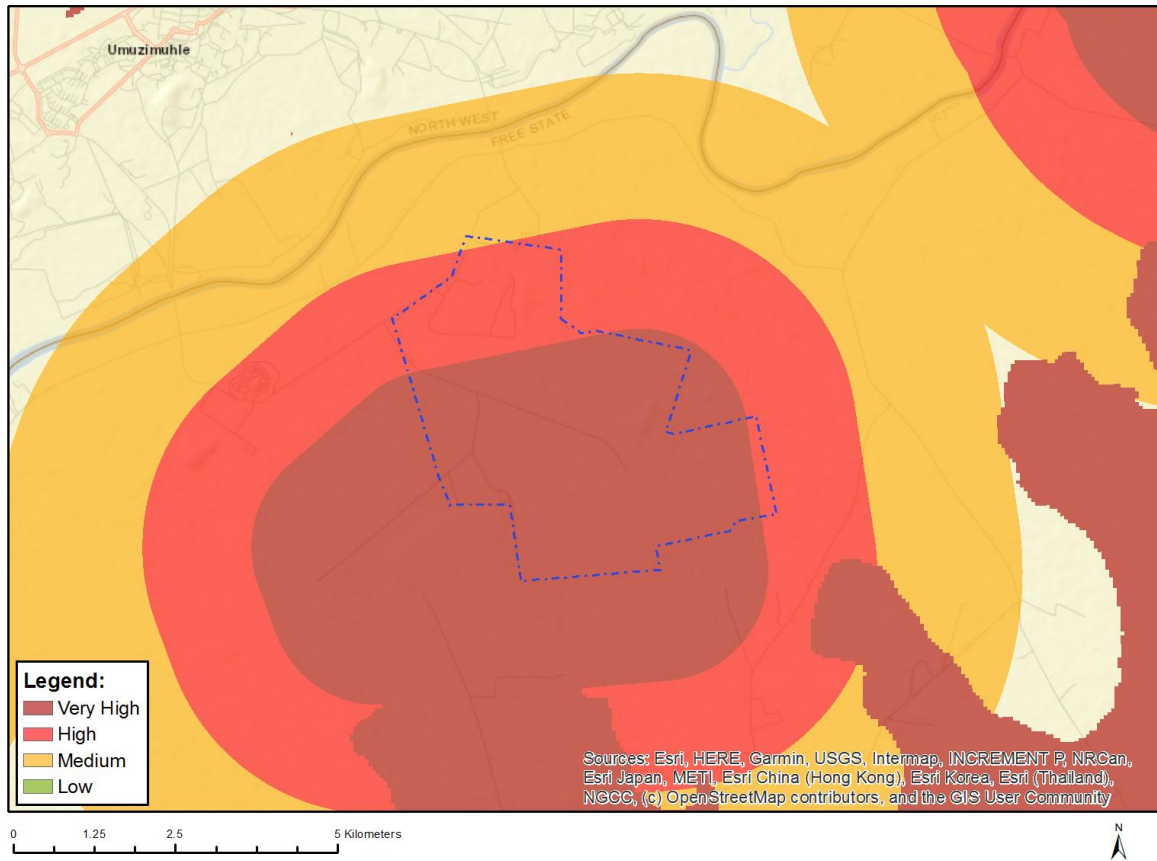 Umuzimuhle
NORTH WEST
FREE STATE
Legend:
Very High
High
Medium
Low
Sources: Esri, HERE, Garmin, USGS, Intermap, INCREMENT P, NRCan,
Esri Japan, METI, Esri China (Hong Kong), Esri Korea, Esri (Thailand),
NGCC, (c) OpenStreetMap contributors, and the GIS User Community
0 1.25 2.5 5 Kilometers
N